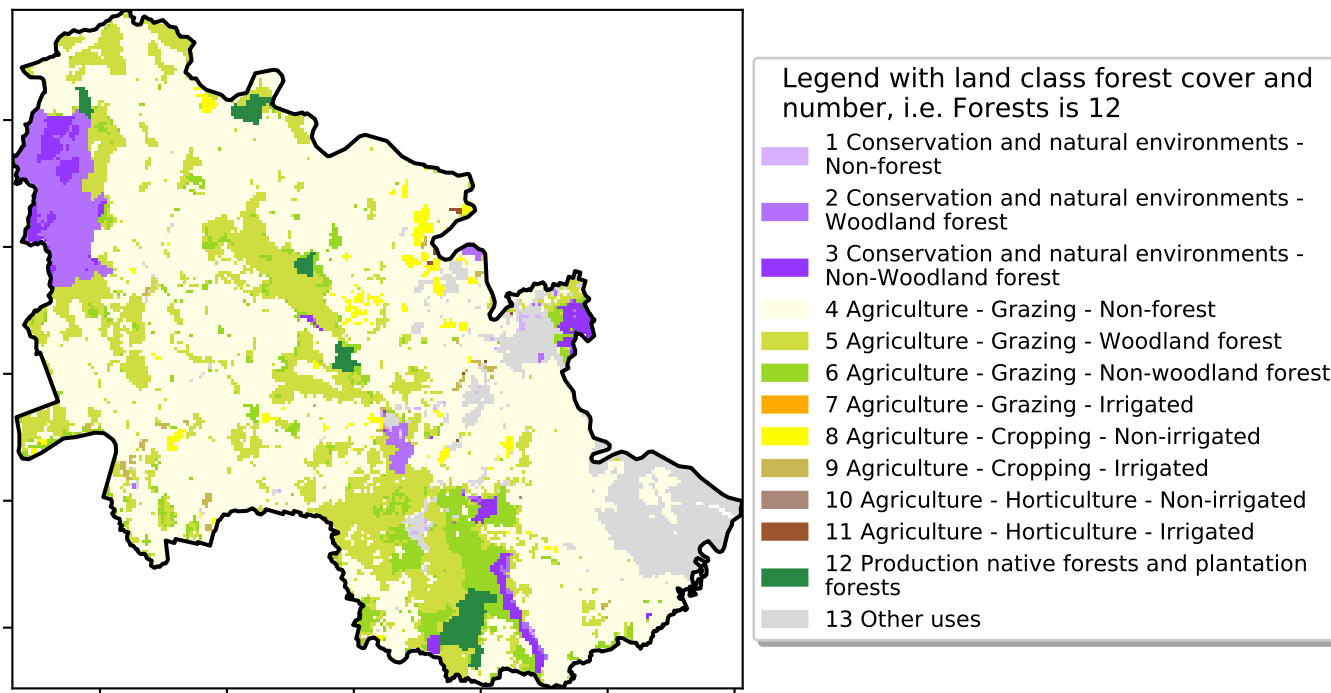 Legend with land class forest cover and
number, i.e. Forests is 12
1 Conservation and natural environments -
Non-forest
2 Conservation and natural environments -
Woodland forest
3 Conservation and natural environments -
Non-Woodland forest
4 Agriculture - Grazing - Non-forest
5 Agriculture - Grazing - Woodland forest
6 Agriculture - Grazing - Non-woodland forest
7 Agriculture - Grazing - Irrigated
8 Agriculture - Cropping - Non-irrigated
9 Agriculture - Cropping - Irrigated
10 Agriculture - Horticulture - Non-irrigated
11 Agriculture - Horticulture - Irrigated
12 Production native forests and plantation
forests
13 Other uses